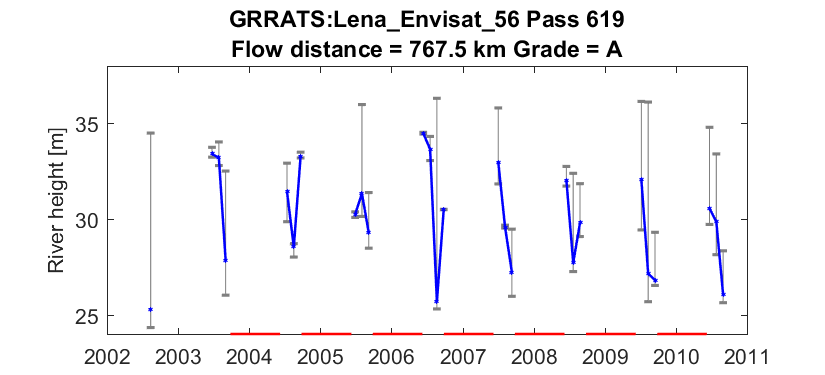 GRRATS:Lena_Envisat_56 Pass 619
Flow distance = 767.5 km Grade = A
River height [m]
35
30
25
2002 2003 2004 2005 2006 2007 2008 2009 2010 2011